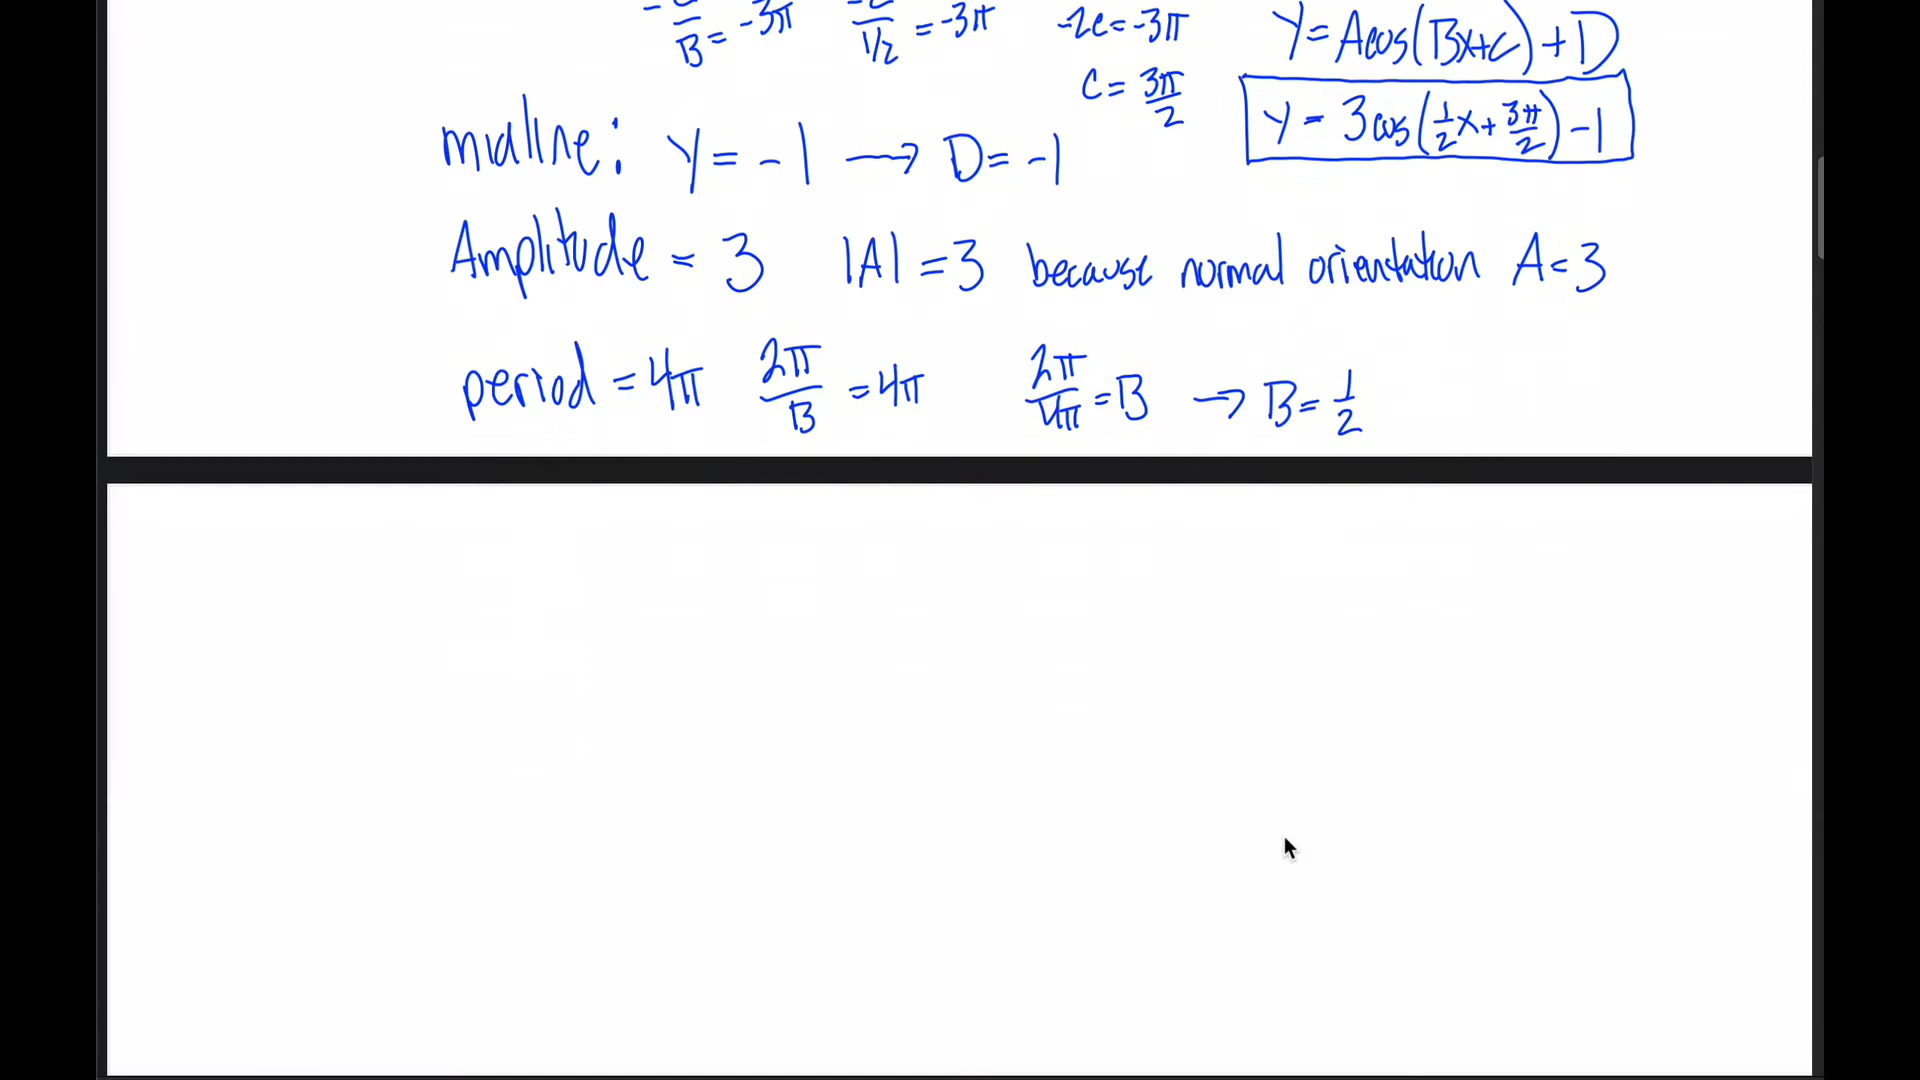 -C/B = -3π   -C/1/2 = -3π   -2C = -3π   Y = Acos(Bx+C) + D
C = 3π/2
midline: Y = -1 → D = -1   Y = 3cos(1/2 x + 3π/2) - 1
Amplitude = 3   |A| = 3 because normal orientation A = 3
period = 4π   2π/B = 4π   2π/4π = B → B = 1/2